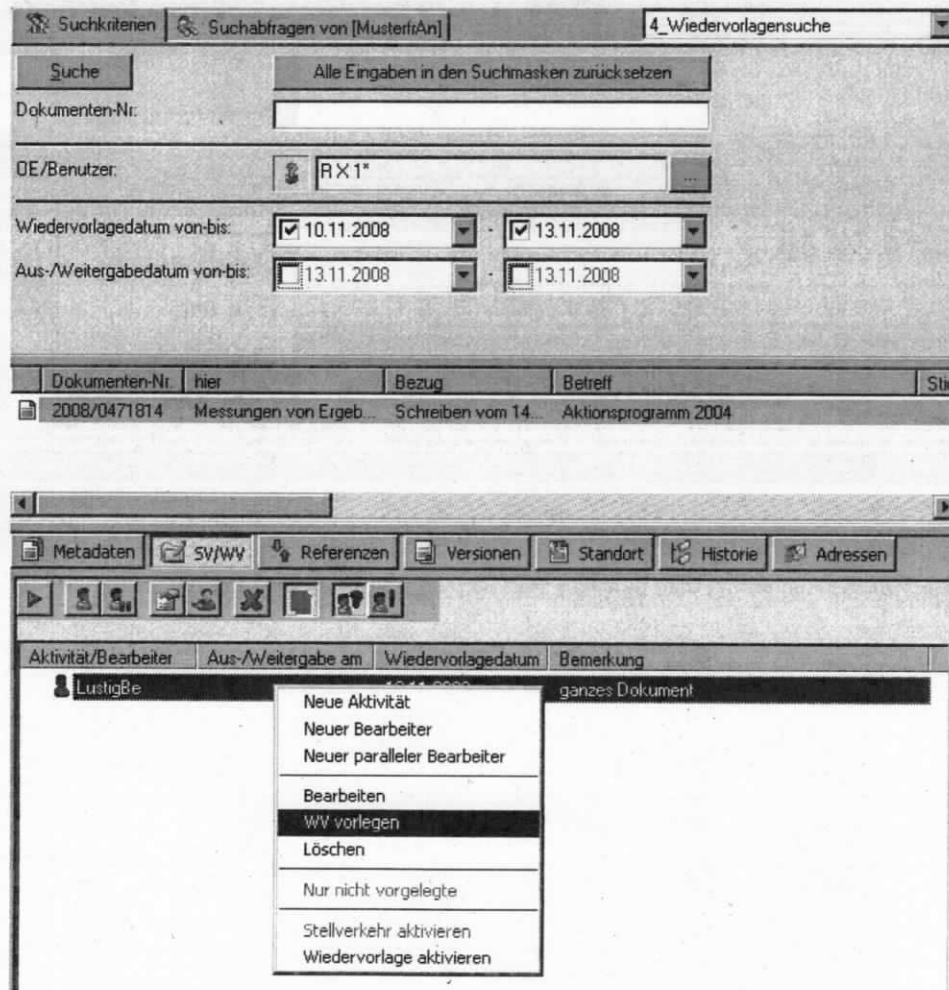 Suchkriterien Suchabfragen von [MusterfrAn] 4_Wiedervorlagensuche
Suche Alle Eingaben in den Suchmasken zurücksetzen
Dokumenten-Nr.:
OE/Benutzer: R X 1* ...
Wiedervorlagedatum von-bis: 10.11.2008 - 13.11.2008
Aus-/Weitergabedatum von-bis: 13.11.2008 - 13.11.2008
Dokumenten-Nr. hier Bezug Betreff
2008/0471814 Messungen von Ergeb... Schreiben vom 14... Aktionsprogramm 2004
Metadaten SV/WV Referenzen Versionen Standort Historie Adressen
Aktivität/Bearbeiter Aus-/Weitergabe am Wiedervorlagedatum Bemerkung
LustigBe ganzes Dokument
Neue Aktivität
Neuer Bearbeiter
Neuer paralleler Bearbeiter
Bearbeiten
WV vorlegen
Löschen
Nur nicht vorgelegte
Stellverkehr aktivieren
Wiedervorlage aktivieren